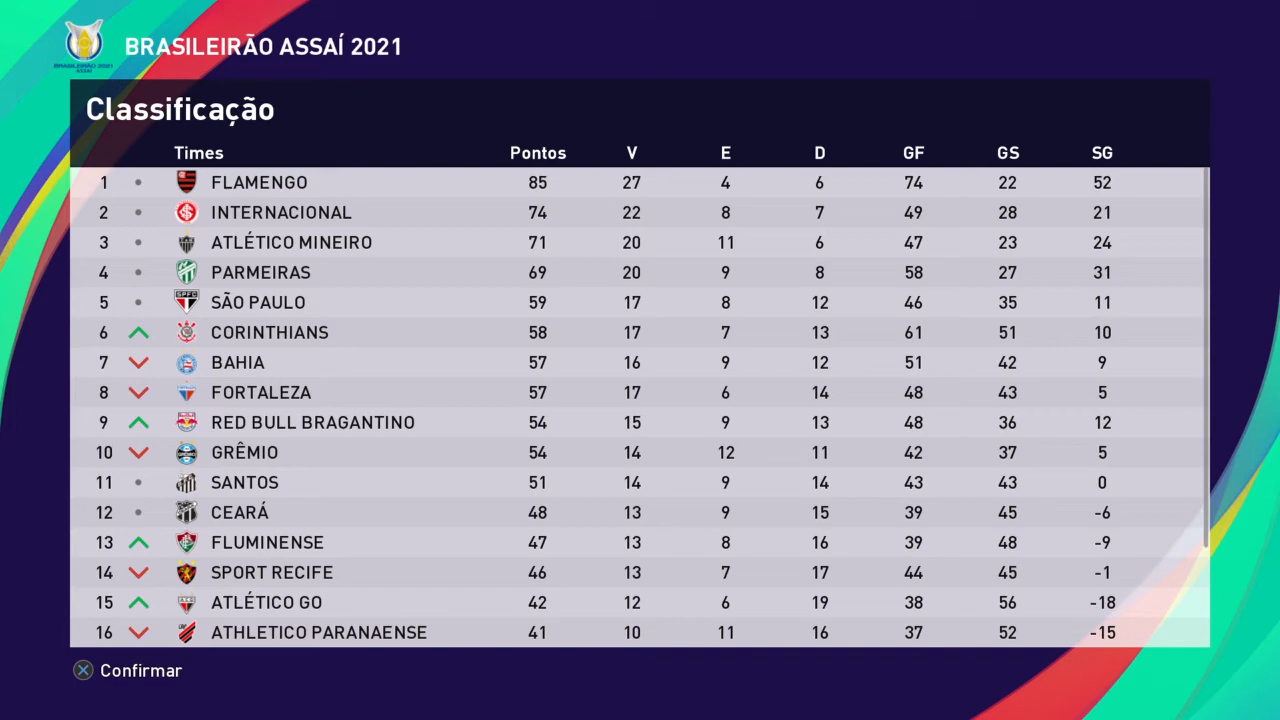 BRASILEIRÃO ASSAÍ 2021
BRASILEIRÃO 2021
ASSAÍ
Classificação
Times Pontos V E D GF GS SG
1 FLAMENGO 85 27 4 6 74 22 52
2 INTERNACIONAL 74 22 8 7 49 28 21
3 ATLÉTICO MINEIRO 71 20 11 6 47 23 24
4 PARMEIRAS 69 20 9 8 58 27 31
5 SPFC SÃO PAULO 59 17 8 12 46 35 11
6 CORINTHIANS 58 17 7 13 61 51 10
7 BAHIA 57 16 9 12 51 42 9
8 FORTALEZA 57 17 6 14 48 43 5
9 RED BULL BRAGANTINO 54 15 9 13 48 36 12
10 GRÊMIO 54 14 12 11 42 37 5
11 SANTOS 51 14 9 14 43 43 0
12 CEARÁ 48 13 9 15 39 45 -6
13 FLUMINENSE 47 13 8 16 39 48 -9
14 SPORT RECIFE 46 13 7 17 44 45 -1
15 ATLÉTICO GO 42 12 6 19 38 56 -18
16 ATHLETICO PARANAENSE 41 10 11 16 37 52 -15
Confirmar